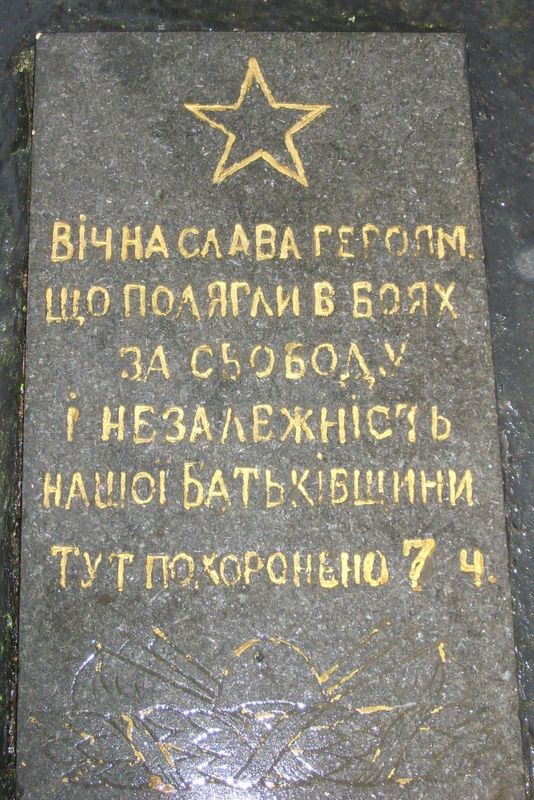 ВІЧНА СЛАВА ГЕРОЯМ.
ЩО ПОЛЯГЛИ В БОЯХ
ЗА СВОБОДУ
І НЕЗАЛЕЖНІСТЬ
НАШОЇ БАТЬКІВЩИНИ
ТУТ ПОХОРОНЕНО 7 Ч.